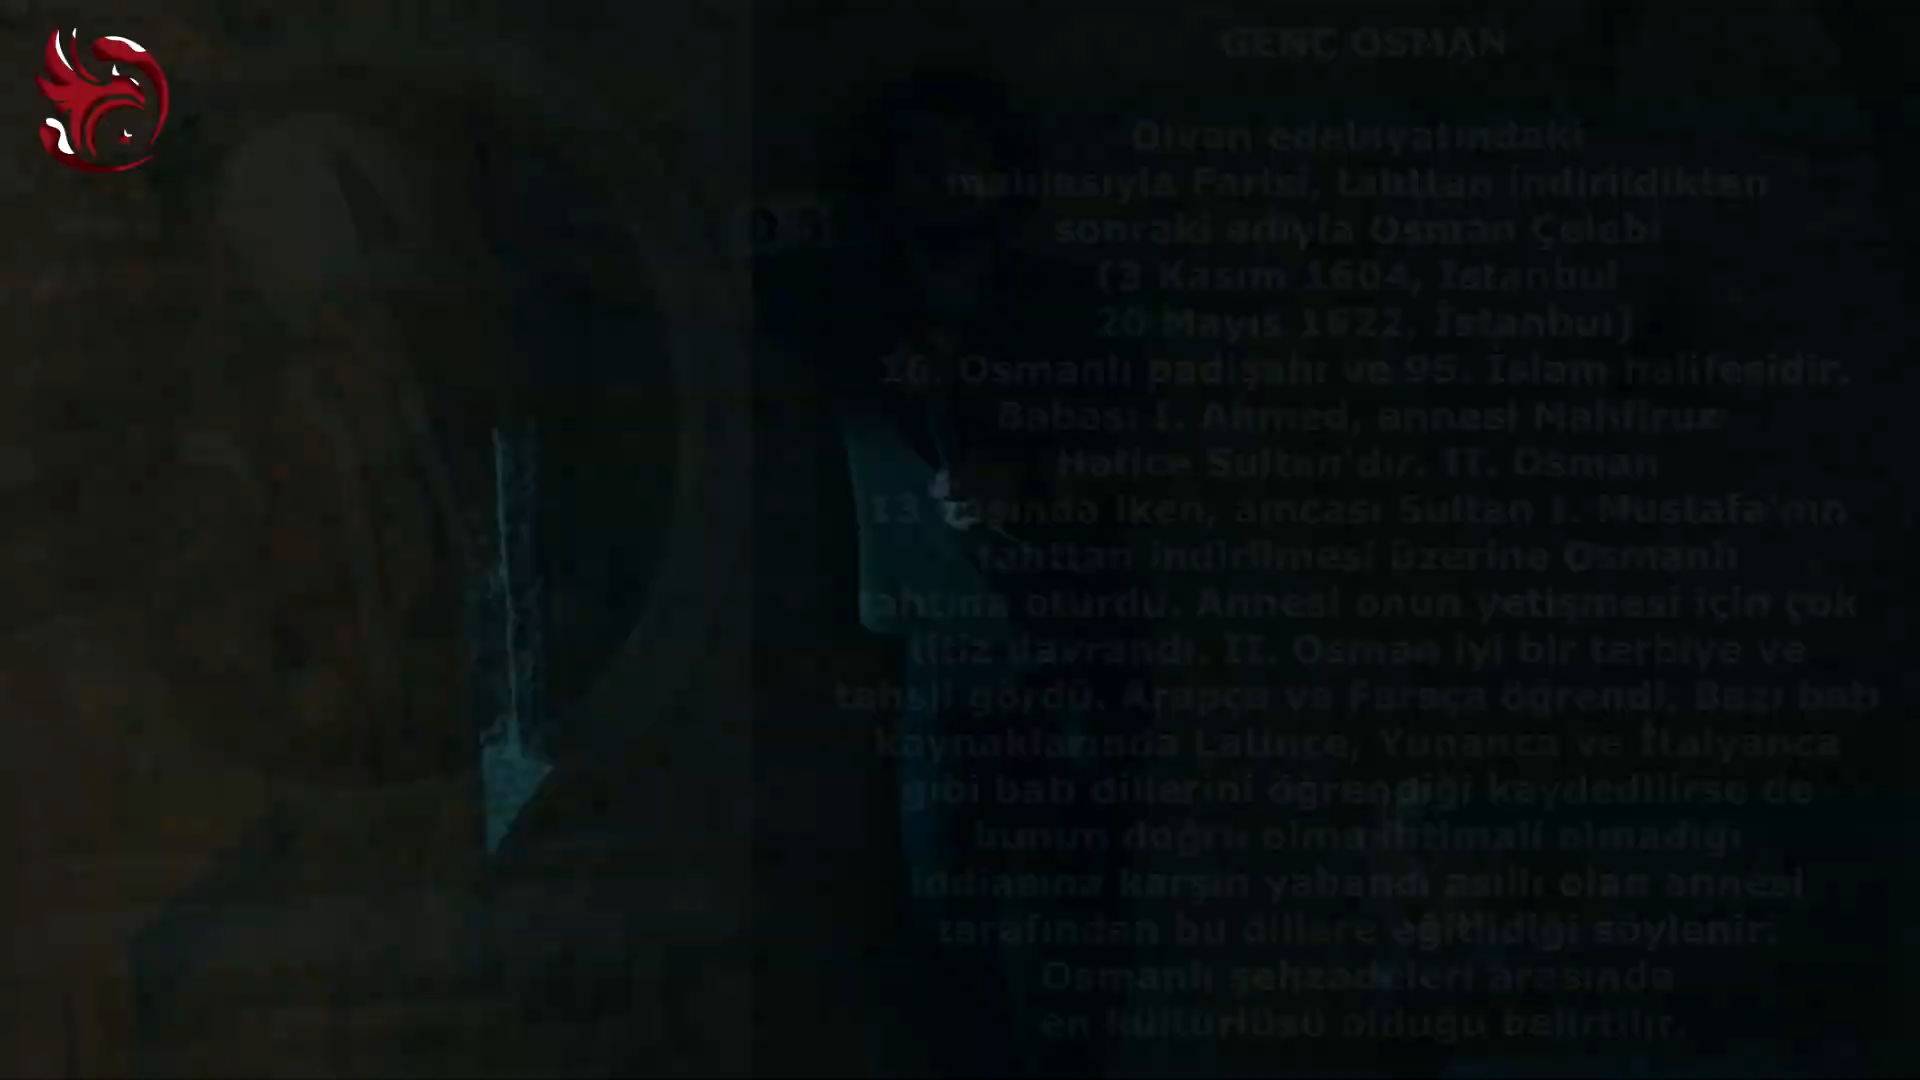 GENÇ OSMAN
Divan edebiyatındaki
mahlasıyla Farisi, tahttan indirildikten
sonraki adıyla Osman Çelebi
(3 Kasım 1604, İstanbul
20 Mayıs 1622, İstanbul)
16. Osmanlı padişahı ve 95. İslam halifesidir.
Babası I. Ahmed, annesi Mahfiruz
Hatice Sultan'dır. II. Osman
13 yaşında iken, amcası Sultan I. Mustafa'nın
tahttan indirilmesi üzerine Osmanlı
tahtına oturdu. Annesi onun yetişmesi için çok
titiz davrandı. II. Osman iyi bir terbiye ve
tahsil gördü. Arapça ve Farsça öğrendi. Bazı batı
kaynaklarında Latince, Yunanca ve İtalyanca
gibi batı dillerini öğrendiği kaydedilirse de
bunun doğru olma ihtimali olmadığı
iddiasına karşın yabancı asıllı olan annesi
tarafından bu dillere eğitildiği söylenir.
Osmanlı şehzadeleri arasında
en kültürlüsü olduğu belirtilir.